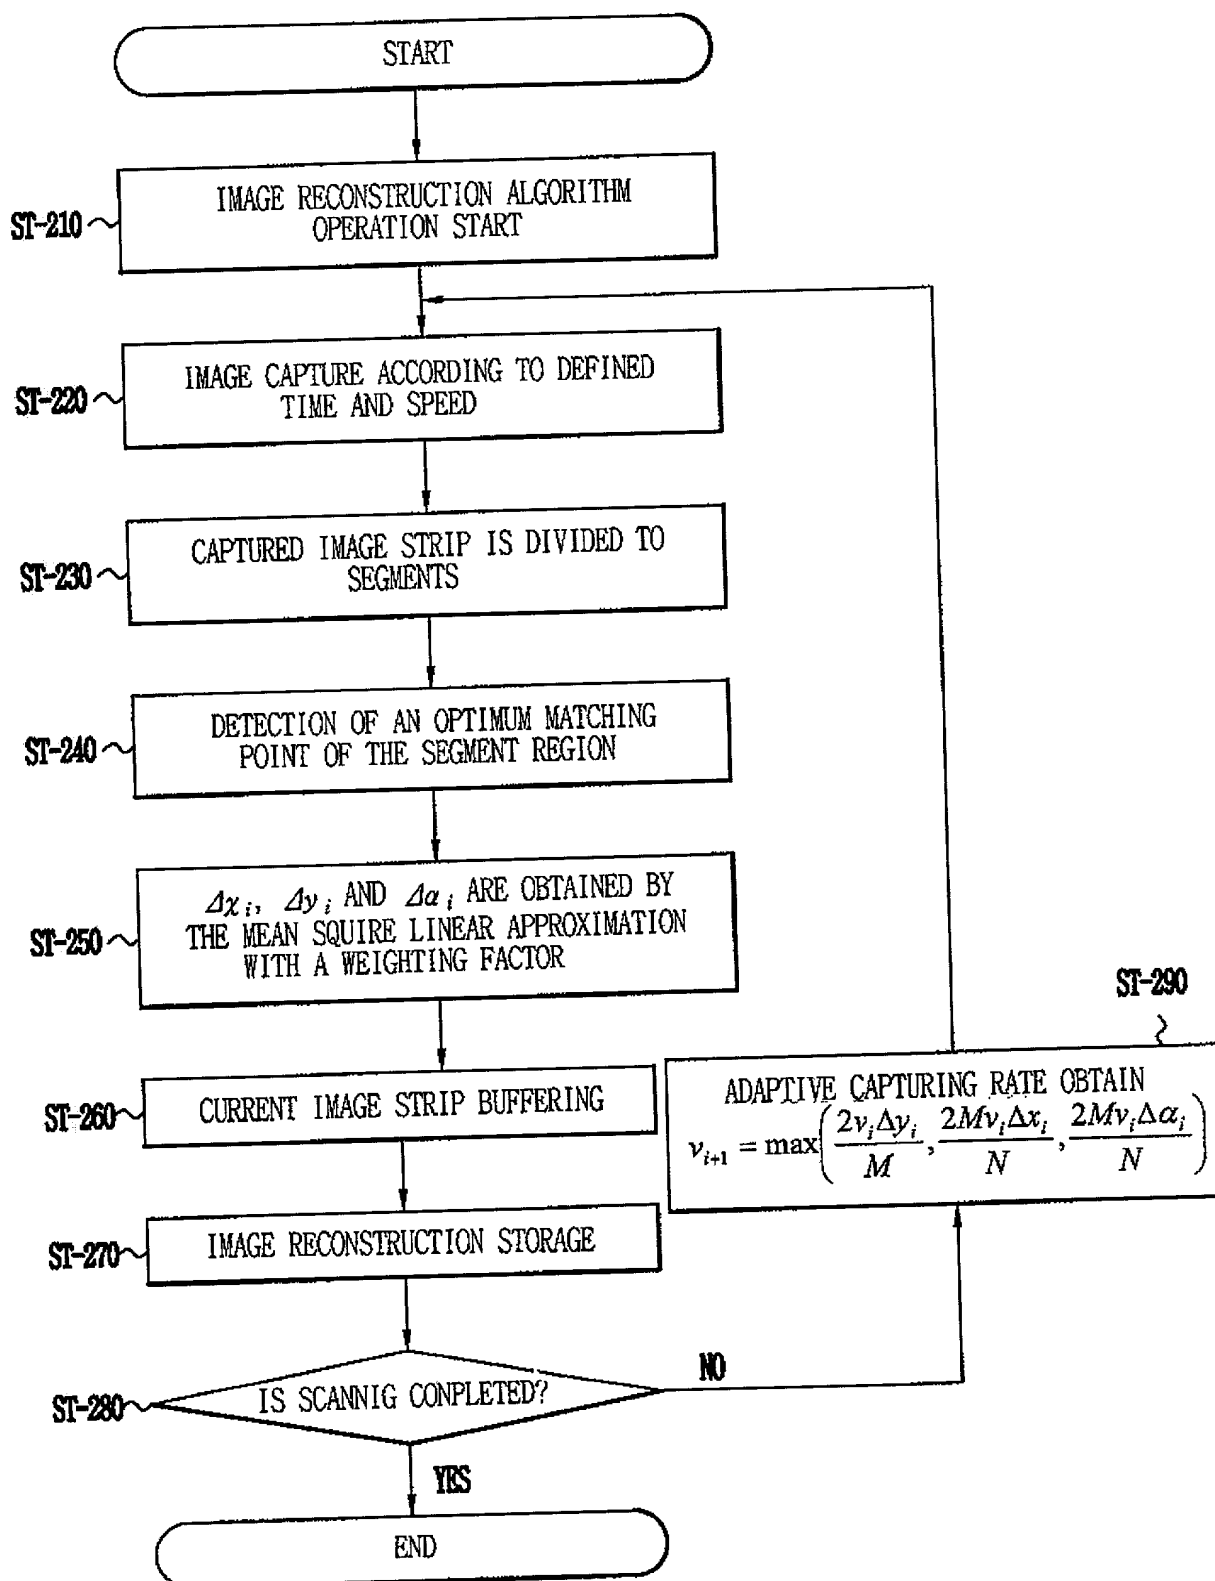 START
ST-210
IMAGE RECONSTRUCTION ALGORITHM
OPERATION START
ST-220
IMAGE CAPTURE ACCORDING TO DEFINED
TIME AND SPEED
ST-230
CAPTURED IMAGE STRIP IS DIVIDED TO
SEGMENTS
ST-240
DETECTION OF AN OPTIMUM MATCHING
POINT OF THE SEGMENT REGION
ST-250
Δχ i, Δy i AND Δα i ARE OBTAINED BY
THE MEAN SQUIRE LINEAR APPROXIMATION
WITH A WEIGHTING FACTOR
ST-260
CURRENT IMAGE STRIP BUFFERING
ST-290
ADAPTIVE CAPTURING RATE OBTAIN
v_{i+1} = max(2v_iΔy_i/M, 2Mv_iΔx_i/N, 2Mv_iΔα_i/N)
ST-270
IMAGE RECONSTRUCTION STORAGE
ST-280
IS SCANNIG CONPLETED?
NO
YES
END